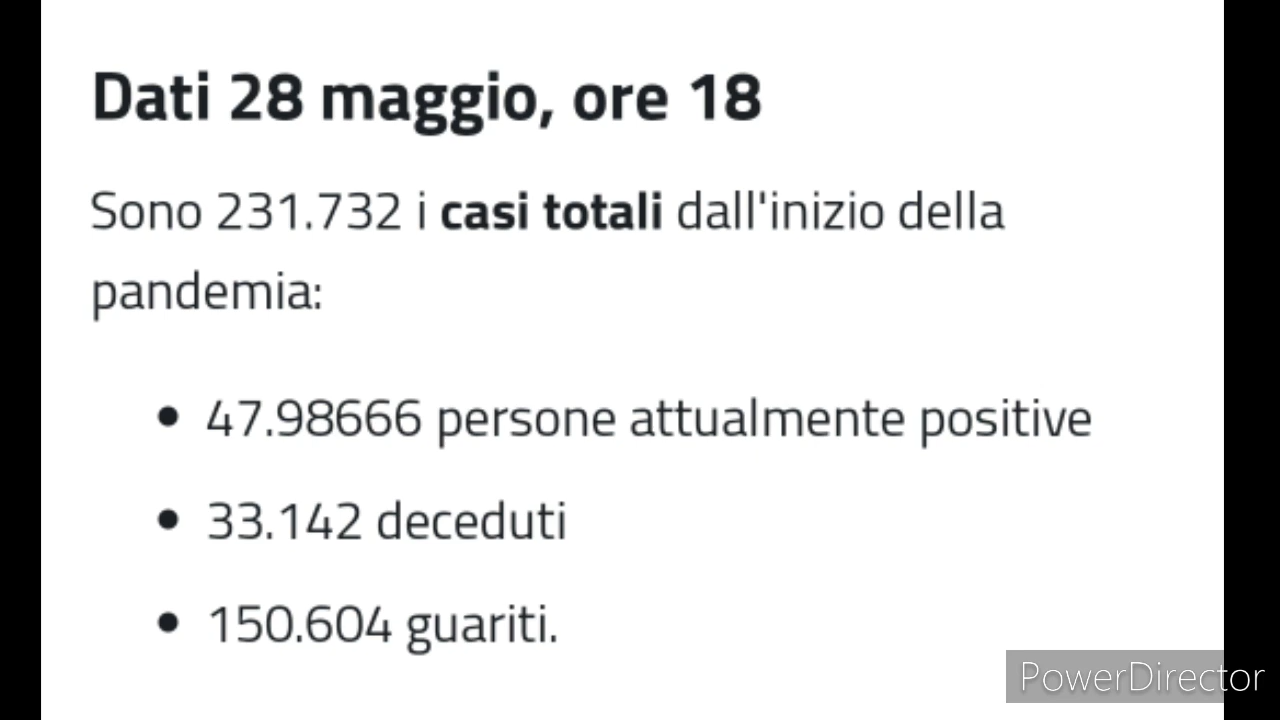 Dati 28 maggio, ore 18
Sono 231.732 i casi totali dall'inizio della
pandemia:
• 47.98666 persone attualmente positive
• 33.142 deceduti
• 150.604 guariti.
PowerDirector